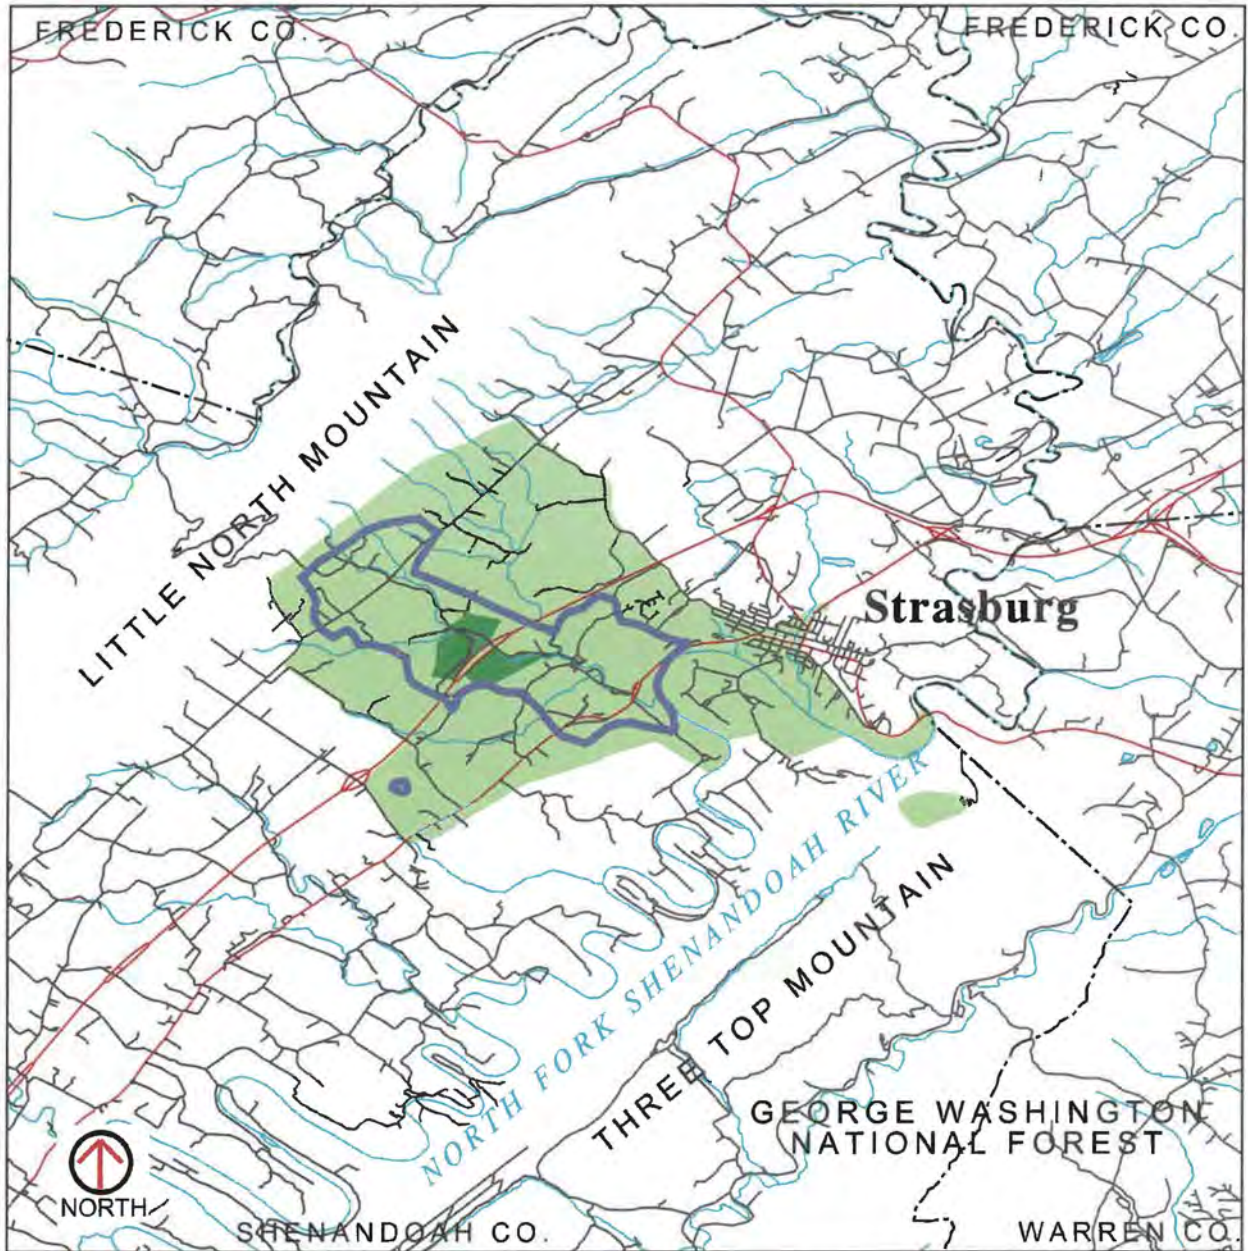 FREDERICK CO.
FREDERICK CO.
LITTLE NORTH MOUNTAIN
Strasburg
NORTH FORK SHENANDOAH RIVER
THREE TOP MOUNTAIN
GEORGE WASHINGTON
NATIONAL FOREST
NORTH
SHENANDOAH CO.
WARREN CO.